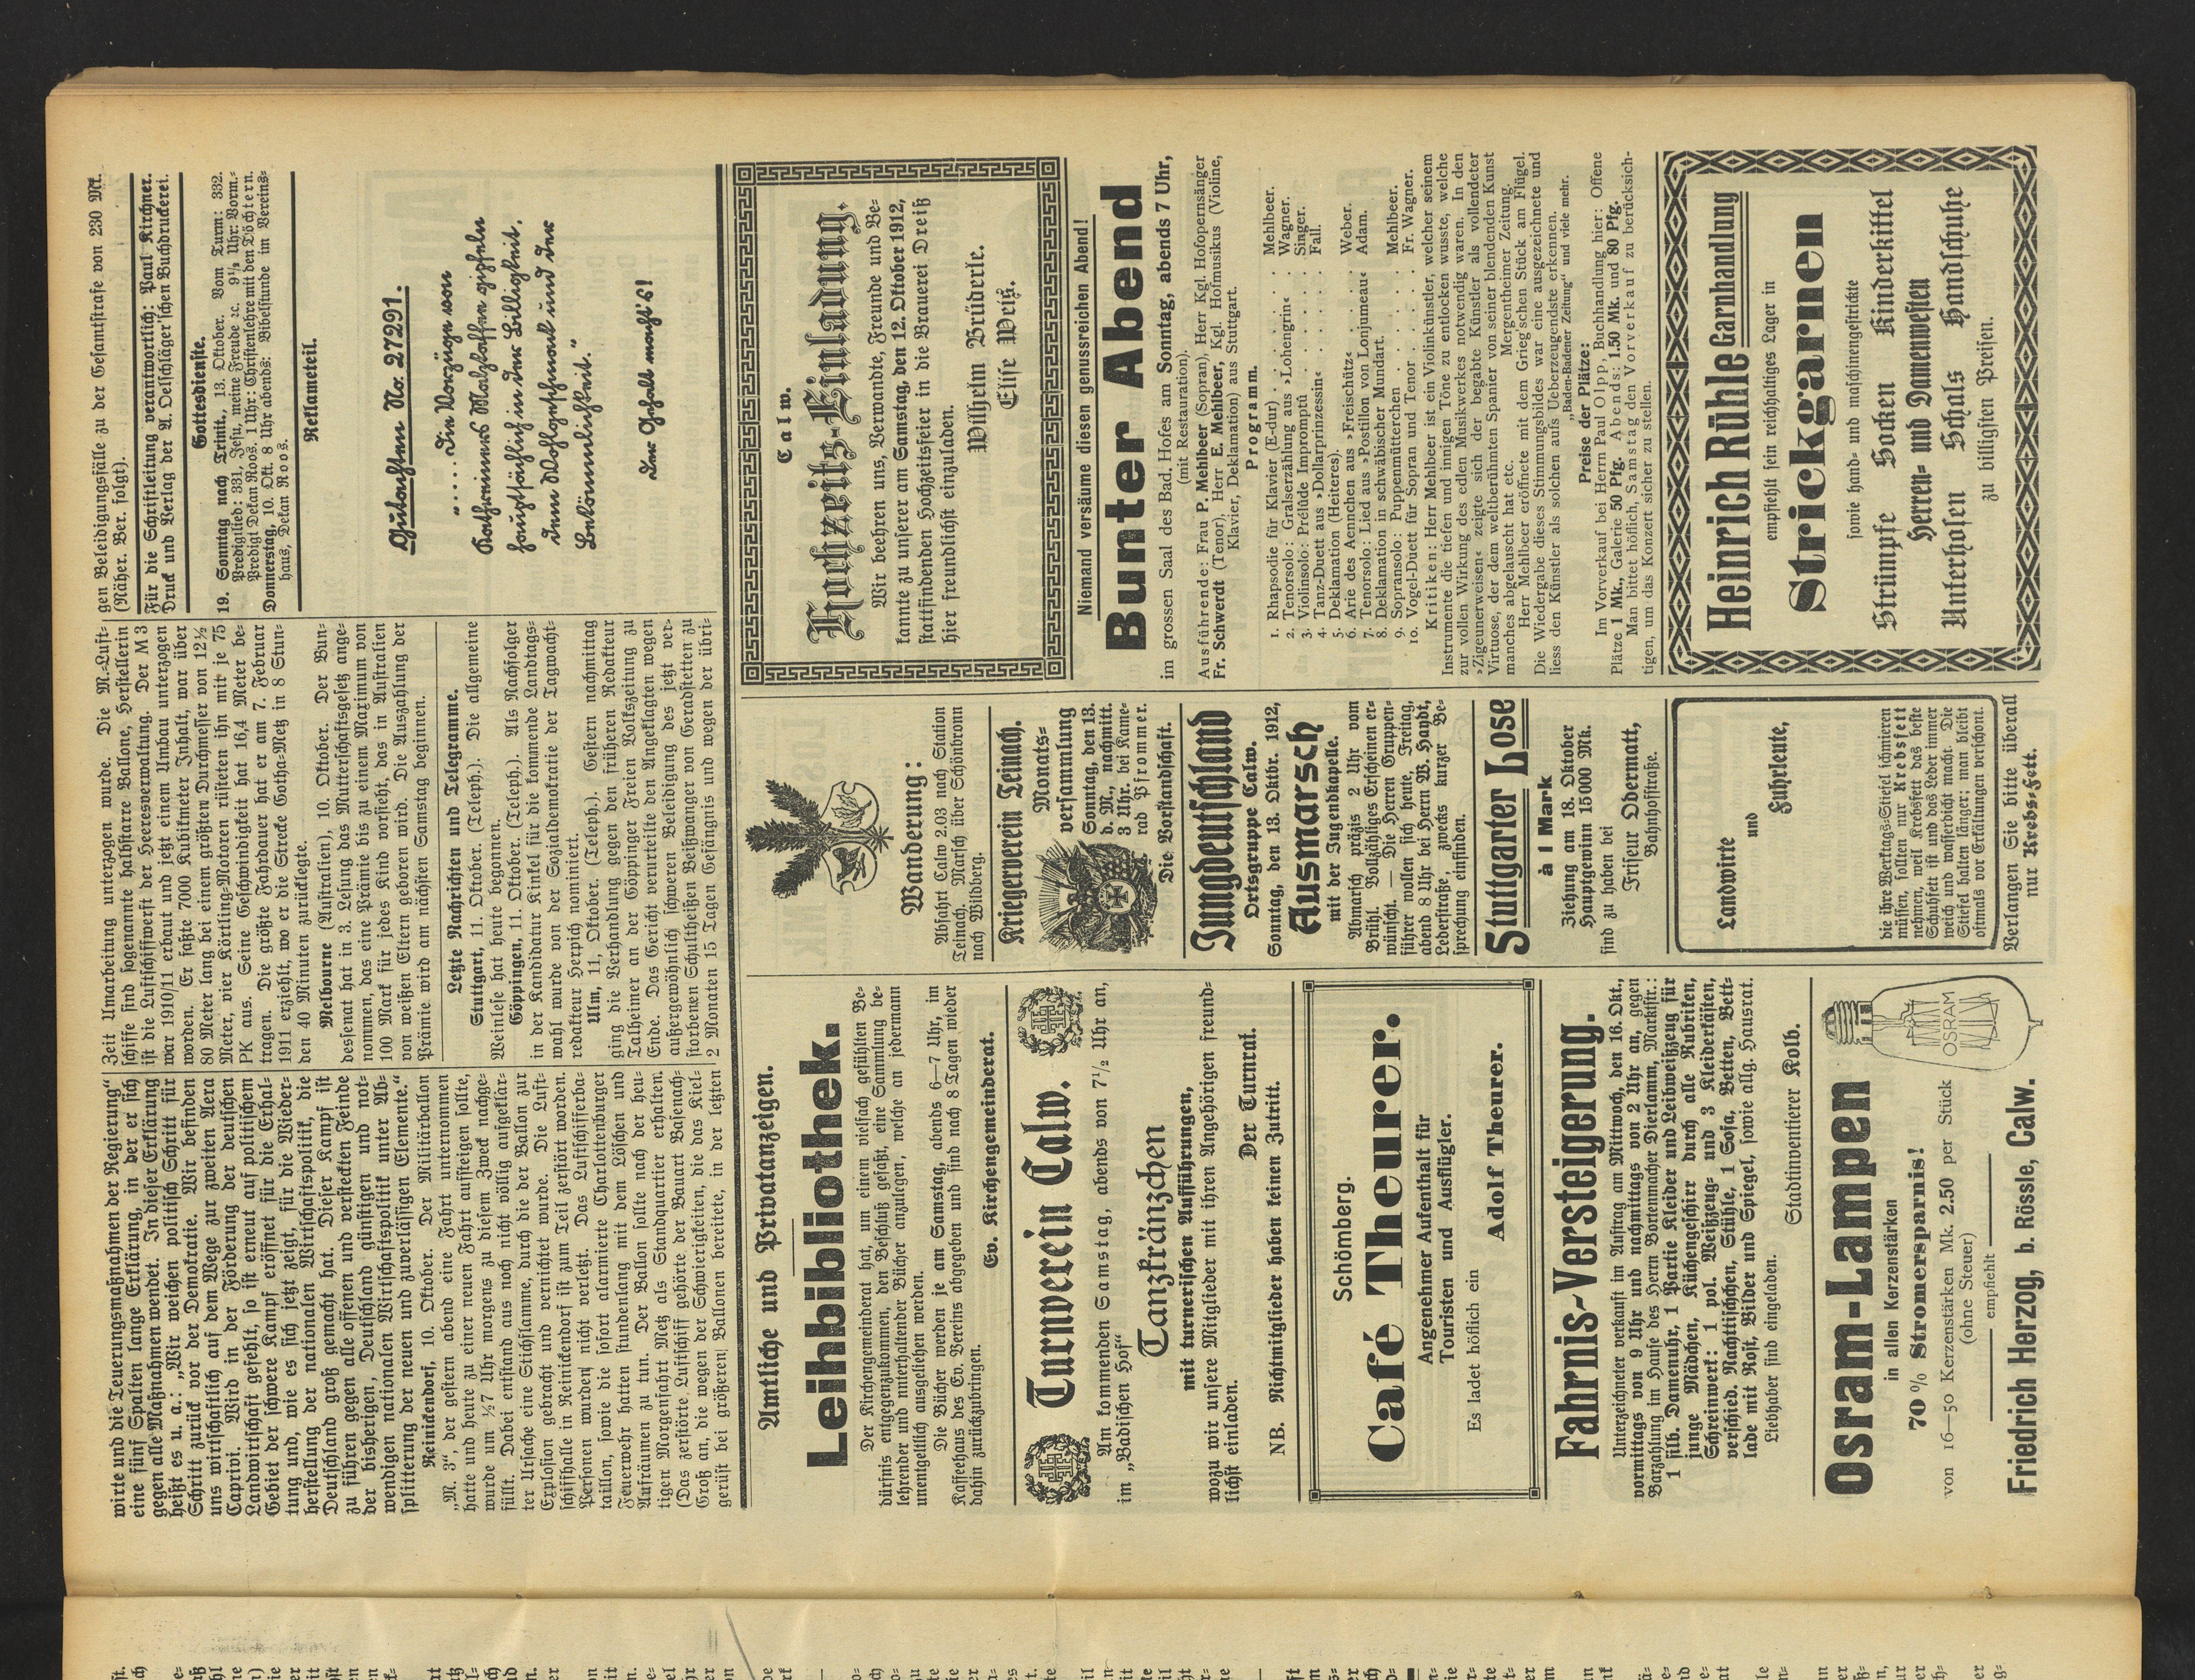 wirte und die Teuerungsmaßnahmen der Regierung“
eine fünf Spalten lange Erklärung, in der er sich
gegen alle Maßnahmen wendet. In dieser Erklärung
heißt es u. a.: „Wir weichen politisch Schritt für
Schritt zurück vor der Demokratie. Wir befinden
uns wirtschaftlich auf dem Wege zur zweiten Aera
Caprivi. Wird in der Förderung der deutschen
Landwirtschaft gefehlt, so ist erneut auf politischem
Gebiet der schwere Kampf eröffnet für die Erhal-
tung und, wie es sich jetzt zeigt, für die Wieder-
herstellung der nationalen Wirtschaftspolitik, die
Deutschland groß gemacht hat. Dieser Kampf ist
zu führen gegen alle offenen und versteckten Feinde
der bisherigen, Deutschland günstigen und not-
wendigen nationalen Wirtschaftspolitik unter Ab-
splitterung der neuen und zuverlässigen Elemente.“
Reinickendorf, 10. Oktober. Der Militärballon
„M. 3“, der gestern abend eine Fahrt unternommen
hatte und heute zu einer neuen Fahrt aufsteigen sollte,
wurde um ½7 Uhr morgens zu diesem Zweck nachge-
füllt. Dabei entstand aus noch nicht völlig aufgeklär-
ter Ursache eine Stichflamme, durch die der Ballon zur
Explosion gebracht und vernichtet wurde. Die Luft-
schiffhalle in Reinickendorf ist zum Teil zerstört worden.
Personen wurden nicht verletzt. Das Luftschifferba-
taillon, sowie die sofort alarmierte Charlottenburger
Feuerwehr hatten stundenlang mit dem Löschen und
Aufräumen zu tun. Der Ballon sollte nach der heu-
tigen Morgenfahrt Metz als Standquartier erhalten.
(Das zerstörte Luftschiff gehörte der Bauart Basenach-
Groß an, die wegen der Schwierigkeiten, die das Kiel-
gerüst bei größeren Ballonen bereitete, in der letzten
Zeit Umarbeitung unterzogen wurde. Die M.-Luft-
schiffe sind sogenannte halbstarre Ballone, Herstellerin
ist die Luftschiffwerft der Heeresverwaltung. Der M 3
war 1910/11 erbaut und jetzt einem Umbau unterzogen
worden. Er faßte 7000 Kubikmeter Inhalt, war über
80 Meter lang bei einem größten Durchmesser von 12½
Meter, vier Körtling-Motoren rüsteten ihn mit je 75
PK aus. Seine Geschwindigkeit hat 16,4 Meter be-
tragen. Die größte Fahrdauer hat er am 7. Februar
1911 erzielt, wo er die Strecke Gotha-Metz in 8 Stun-
den 40 Minuten zurücklegte.
Melbourne (Australien), 10. Oktober. Der Bun-
dessenat hat in 3. Lesung das Mutterschaftsgesetz ange-
nommen, das eine Prämie bis zu einem Maximum von
100 Mark für jedes Kind vorsieht, das in Australien
von weißen Eltern geboren wird. Die Auszahlung der
Prämie wird am nächsten Samstag beginnen.
Letzte Nachrichten und Telegramme.
Stuttgart, 11. Oktober. (Teleph.). Die allgemeine
Weinlese hat heute begonnen.
Göppingen, 11. Oktober. (Teleph.). Als Nachfolger
in der Kandidatur Kinkel für die kommende Landtags-
wahl wurde von der Sozialdemokratie der Tagwacht-
redakteur Herpich nominiert.
Ulm, 11, Oktober. (Teleph.). Gestern nachmittag
ging die Verhandlung gegen den früheren Redakteur
Talheimer an der Göppinger Freien Volkszeitung zu
Ende. Das Gericht verurteilte den Angeklagten wegen
außergewöhnlich schweren Beleidigung des jetzt ver-
storbenen Schultheißen Beißwanger von Geradstetten zu
2 Monaten 15 Tagen Gefängnis und wegen der übri-
gen Beleidigungsfälle zu der Gesamtstrafe von 230 Mk.
(Näher. Ber. folgt).
Für die Schriftleitung verantwortlich: Paul Kirchner.
Druck und Verlag der A. Oelschläger'schen Buchdruckerei.
Gottesdienste.
19. Sonntag nach Trinit., 13. Oktober. Vom Turm: 332.
Predigtlied: 331, Jesu, meine Freude ꝛc. 9½ Uhr: Vorm.-
Predigt Dekan Roos. 1 Uhr: Christenlehre mit den Töchtern.
Donnerstag, 10. Okt. 8 Uhr abends: Bibelstunde im Vereins-
haus, Dekan Roos.
Reklameteil.
Gutachten No. 27291.
„..... Die Vorzüge von
Kathreiners Malzkaffee gipfeln
hauptsächlich in der Billigkeit,
dem Wohlgeschmack und der
Bekömmlichkeit.“
Der Gehalt macht's!
Amtliche und Privatanzeigen.
Leihbibliothek.
Der Kirchengemeinderat hat, um einem vielfach gefühlten Be-
dürfnis entgegenzukommen, den Beschluß gefaßt, eine Sammlung be-
lehrender und unterhaltender Bücher anzulegen, welche an jedermann
unentgeltlich ausgeliehen werden.
Die Bücher werden je am Samstag, abends 6—7 Uhr, im
Kaffeehaus des Ev. Vereins abgegeben und sind nach 8 Tagen wieder
dahin zurückzubringen.
Ev. Kirchengemeinderat.
Turnverein Calw.
Am kommenden Samstag, abends von 7½ Uhr an,
im „Badischen Hof“
Tanzkränzchen
mit turnerischen Aufführungen,
wozu wir unsere Mitglieder mit ihren Angehörigen freund-
lichst einladen.
Der Turnrat.
NB. Nichtmitglieder haben keinen Zutritt.
Schömberg.
Café Theurer.
Angenehmer Aufenthalt für
Touristen und Ausflügler.
Es ladet höflich ein
Adolf Theurer.
Fahrnis-Versteigerung.
Unterzeichneter verkauft im Auftrag am Mittwoch, den 16. Okt.,
vormittags von 9 Uhr und nachmittags von 2 Uhr an, gegen
Barzahlung im Hause des Herrn Bortenmacher Dierlamm, Marktstr.:
1 silb. Damenuhr, 1 Partie Kleider und Leibweißzeug für
junge Mädchen, Küchengeschirr durch alle Rubriken,
Schreinwerk: 1 pol. Weißzeug- und 3 Kleiderkästen,
verschied. Nachttischchen, Stühle, 1 Sofa, Betten, Bett-
lade mit Rost, Bilder und Spiegel, sowie allg. Hausrat.
Liebhaber sind eingeladen.
Stadtinventierer Kolb.
Osram-Lampen
in allen Kerzenstärken
70 % Stromersparnis!
von 16—50 Kerzenstärken Mk. 2.50 per Stück
(ohne Steuer)
empfiehlt
Friedrich Herzog, b. Rössle, Calw.
OSRAM
Wanderung:
Abfahrt Calw 2.03 nach Station
Teinach. Marsch über Schönbronn
nach Wildberg.
Kriegerverein Teinach.
Monats-
versammlung
Sonntag, den 13.
d. M., nachmitt.
3 Uhr. bei Kame-
rad Pfrommer.
Die Vorstandschaft.
Jungdeutschland
Ortsgruppe Calw.
Sonntag, den 13. Oktbr. 1912,
Ausmarsch
mit der Jugendkapelle.
Abmarsch präzis 2 Uhr vom
Brühl. Vollzähliges Erscheinen er-
wünscht. — Die Herren Gruppen-
führer wollen sich heute, Freitag,
abend 8 Uhr bei Herrn W. Haydt,
Lederstraße, zwecks kurzer Be-
sprechung einfinden.
Stuttgarter Lose
à 1 Mark
Ziehung am 18. Oktober
Hauptgewinn 15000 Mk.
sind zu haben bei
Friseur Obermatt,
Bahnhofstraße.
Landwirte
und
Fuhrleute,
die ihre Werktags-Stiefel schmieren
müssen, sollten nur Krebsfett
nehmen, weil Krebsfett das beste
Schuhfett ist und das Leder immer
weich und wasserdicht macht. Die
Stiefel halten länger; man bleibt
oftmals vor Erkältungen verschont.
Verlangen Sie bitte überall
nur Krebs-Fett.
Calw.
Hochzeits-Einladung.
Wir beehren uns, Verwandte, Freunde und Be-
kannte zu unserer am Samstag, den 12. Oktober 1912,
stattfindenden Hochzeitsfeier in die Brauerei Dreiß
hier freundlichst einzuladen.
Wilhelm Brüderle.
Elise Weiß.
Niemand versäume diesen genussreichen Abend!
Bunter Abend
im grossen Saal des Bad. Hofes am Sonntag, abends 7 Uhr,
(mit Restauration).
Ausführende: Frau P. Mehlbeer (Sopran), Herr Kgl. Hofopernsänger
Fr. Schwerdt (Tenor), Herr E. Mehlbeer, Kgl. Hofmusikus (Violine,
Klavier, Deklamation) aus Stuttgart.
Programm.
1. Rhapsodie für Klavier (E-dur) . . . . . Mehlbeer.
2. Tenorsolo: Gralserzählung aus »Lohengrin« . . Wagner.
3. Violinsolo: Prélude Impromptü . . . . . Singer.
4. Tanz-Duett aus »Dollarprinzessin« . . . . Fall.
5. Deklamation (Heiteres).
6. Arie des Aennchen aus »Freischütz« . . . . Weber.
7. Tenorsolo: Lied aus »Postillon von Lonjumeau« . Adam.
8. Deklamation in schwäbischer Mundart.
9. Sopransolo: Puppenmütterchen . . . . . Mehlbeer.
10. Vogel-Duett für Sopran und Tenor . . . . Fr. Wagner.
Kritiken: Herr Mehlbeer ist ein Violinkünstler, welcher seinem
Instrumente die tiefen und innigen Töne zu entlocken wusste, welche
zur vollen Wirkung des edlen Musikwerkes notwendig waren. In den
»Zigeunerweisen« zeigte sich der begabte Künstler als vollendeter
Virtuose, der dem weltberühmten Spanier von seiner blendenden Kunst
manches abgelauscht hat etc.
Mergentheimer Zeitung.
Herr Mehlbeer eröffnete mit dem Grieg'schen Stück am Flügel.
Die Wiedergabe dieses Stimmungsbildes war eine ausgezeichnete und
liess den Künstler als solchen aufs Ueberzeugendste erkennen.
„Baden-Badener Zeitung“ und viele mehr.
Preise der Plätze:
Im Vorverkauf bei Herrn Paul Olpp, Buchhandlung hier: Offene
Plätze 1 Mk., Galerie 50 Pfg. Abends: 1.50 Mk. und 80 Pfg.
Man bittet höflich, Samstag den Vorverkauf zu berücksich-
tigen, um das Konzert sicher zu stellen.
Heinrich Rühle Garnhandlung
empfiehlt sein reichhaltiges Lager in
Strickgarnen
sowie hand- und maschinengestrickte
Strümpfe Socken Kinderkittel
Herren- und Damenwesten
Unterhosen Schals Handschuhe
zu billigsten Preisen.